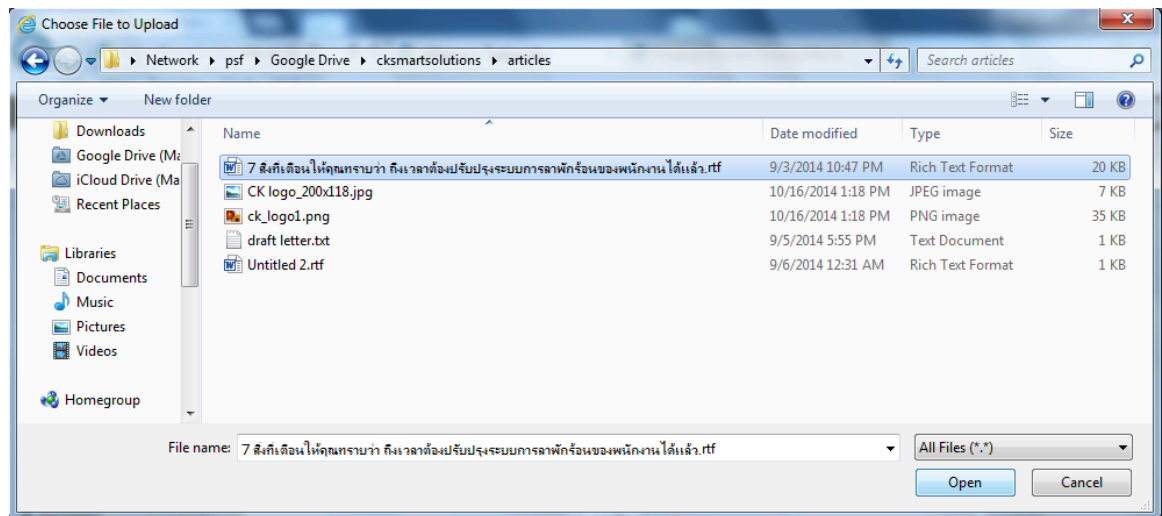 Choose File to Upload
Network psf Google Drive cksmartsolutions articles Search articles
Organize New folder
Name Date modified Type Size
Downloads
Google Drive (Ma
iCloud Drive (Ma
Recent Places
Libraries
Documents
Music
Pictures
Videos
Homegroup
7 สิ่งที่เตือนให้คุณทราบว่า ถึงเวลาต้องปรับปรุงระบบการลาพักร้อนของพนักงานได้แล้ว.rtf 9/3/2014 10:47 PM Rich Text Format 20 KB
CK logo_200x118.jpg 10/16/2014 1:18 PM JPEG image 7 KB
ck_logo1.png 10/16/2014 1:18 PM PNG image 35 KB
draft letter.txt 9/5/2014 5:55 PM Text Document 1 KB
Untitled 2.rtf 9/6/2014 12:31 AM Rich Text Format 1 KB
File name: 7 สิ่งที่เตือนให้คุณทราบว่า ถึงเวลาต้องปรับปรุงระบบการลาพักร้อนของพนักงานได้แล้ว.rtf All Files (*.*)
Open Cancel